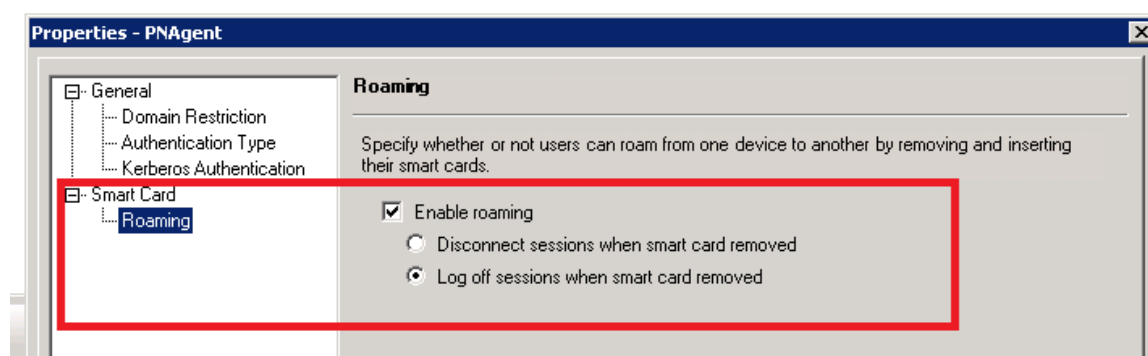 Properties - PNAgent
General
Domain Restriction
Authentication Type
Kerberos Authentication
Smart Card
Roaming
Roaming
Specify whether or not users can roam from one device to another by removing and inserting
their smart cards.
Enable roaming
Disconnect sessions when smart card removed
Log off sessions when smart card removed